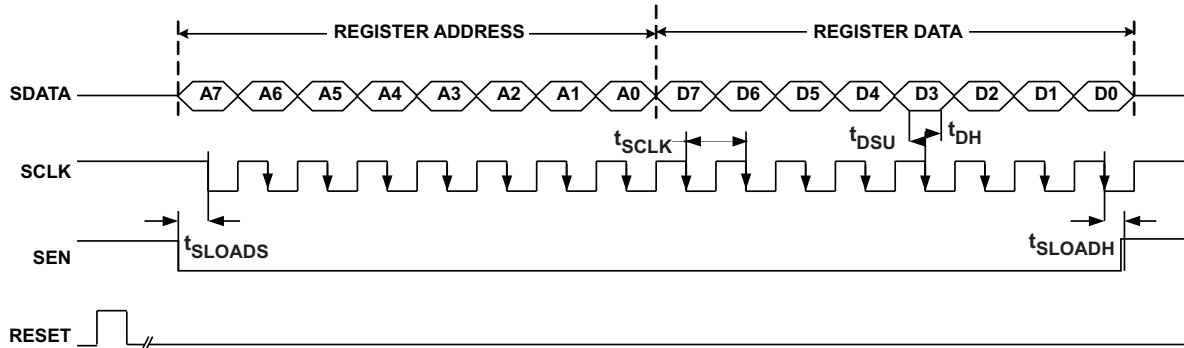 REGISTER ADDRESS REGISTER DATA
SDATA A7 A6 A5 A4 A3 A2 A1 A0 D7 D6 D5 D4 D3 D2 D1 D0
tSCLK tDSU tDH
SCLK
tSLOADS tSLOADH
SEN
RESET